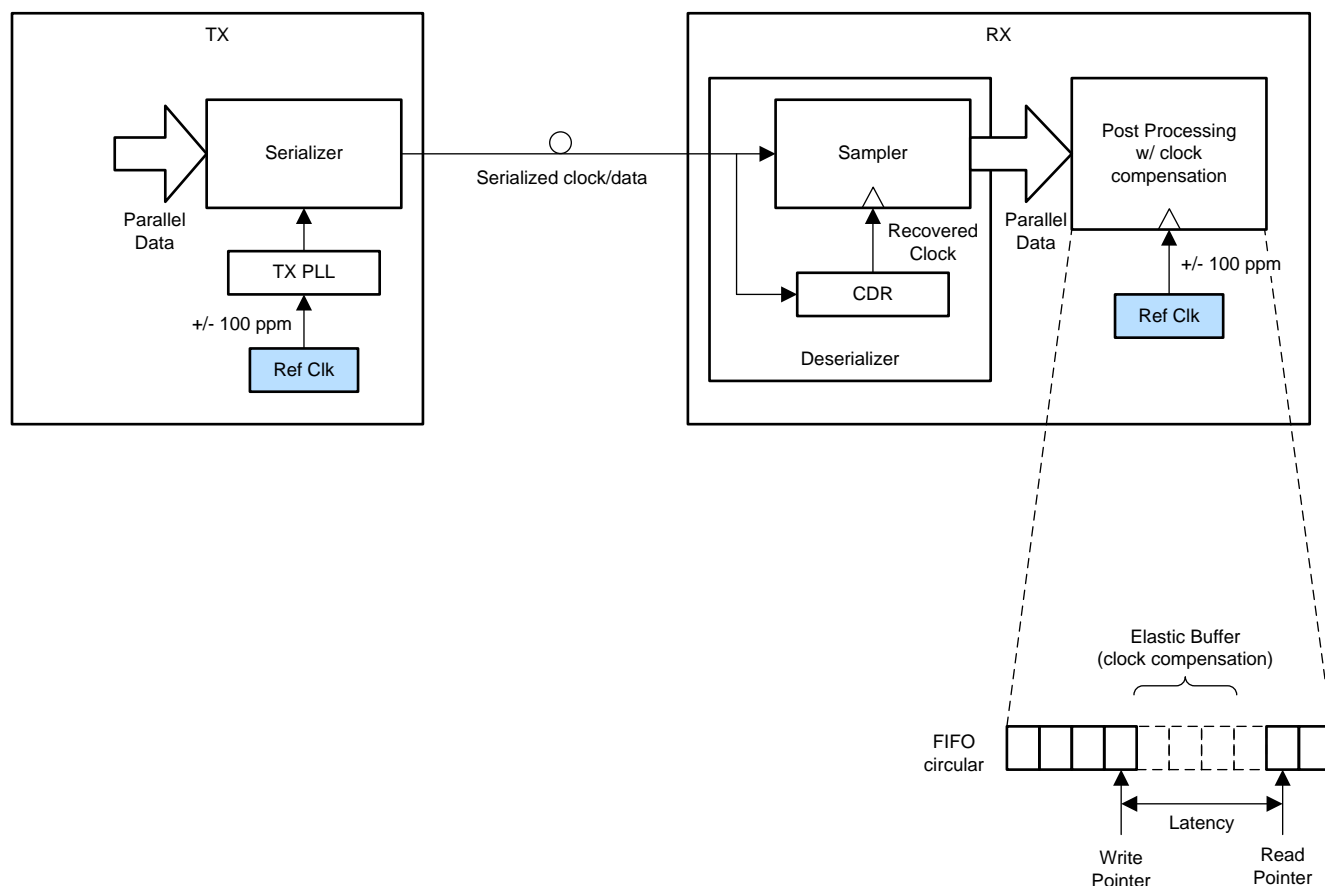 TX
Serializer
Parallel
Data
TX PLL
+/- 100 ppm
Ref Clk
Serialized clock/data
RX
Sampler
Recovered
Clock
CDR
Deserializer
Parallel
Data
Post Processing
w/ clock
compensation
+/- 100 ppm
Ref Clk
Elastic Buffer
(clock compensation)
FIFO
circular
Latency
Write
Pointer
Read
Pointer